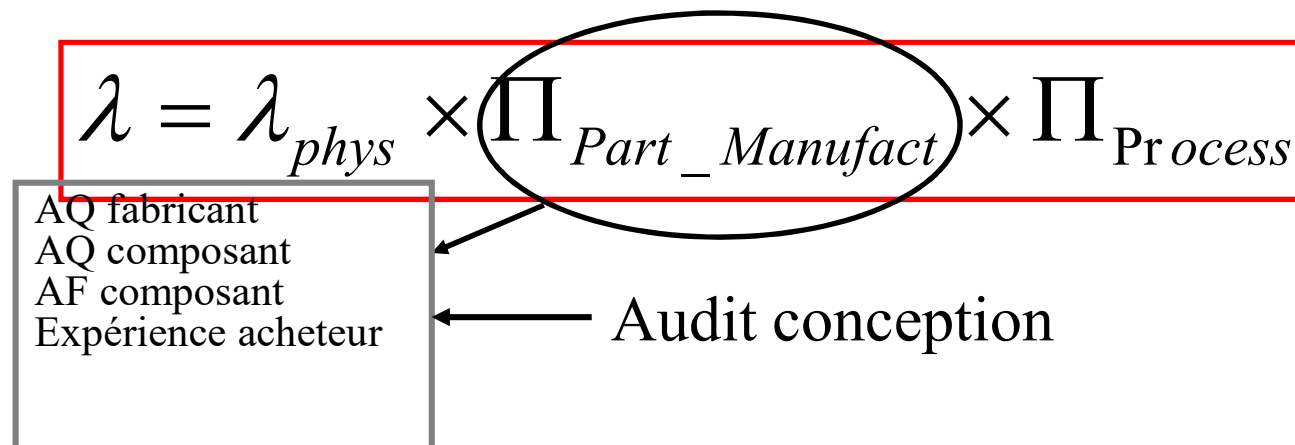 λ = λ_phys × Π_Part_Manufact × Π_Process
AQ fabricant
AQ composant
AF composant
Expérience acheteur
Audit conception